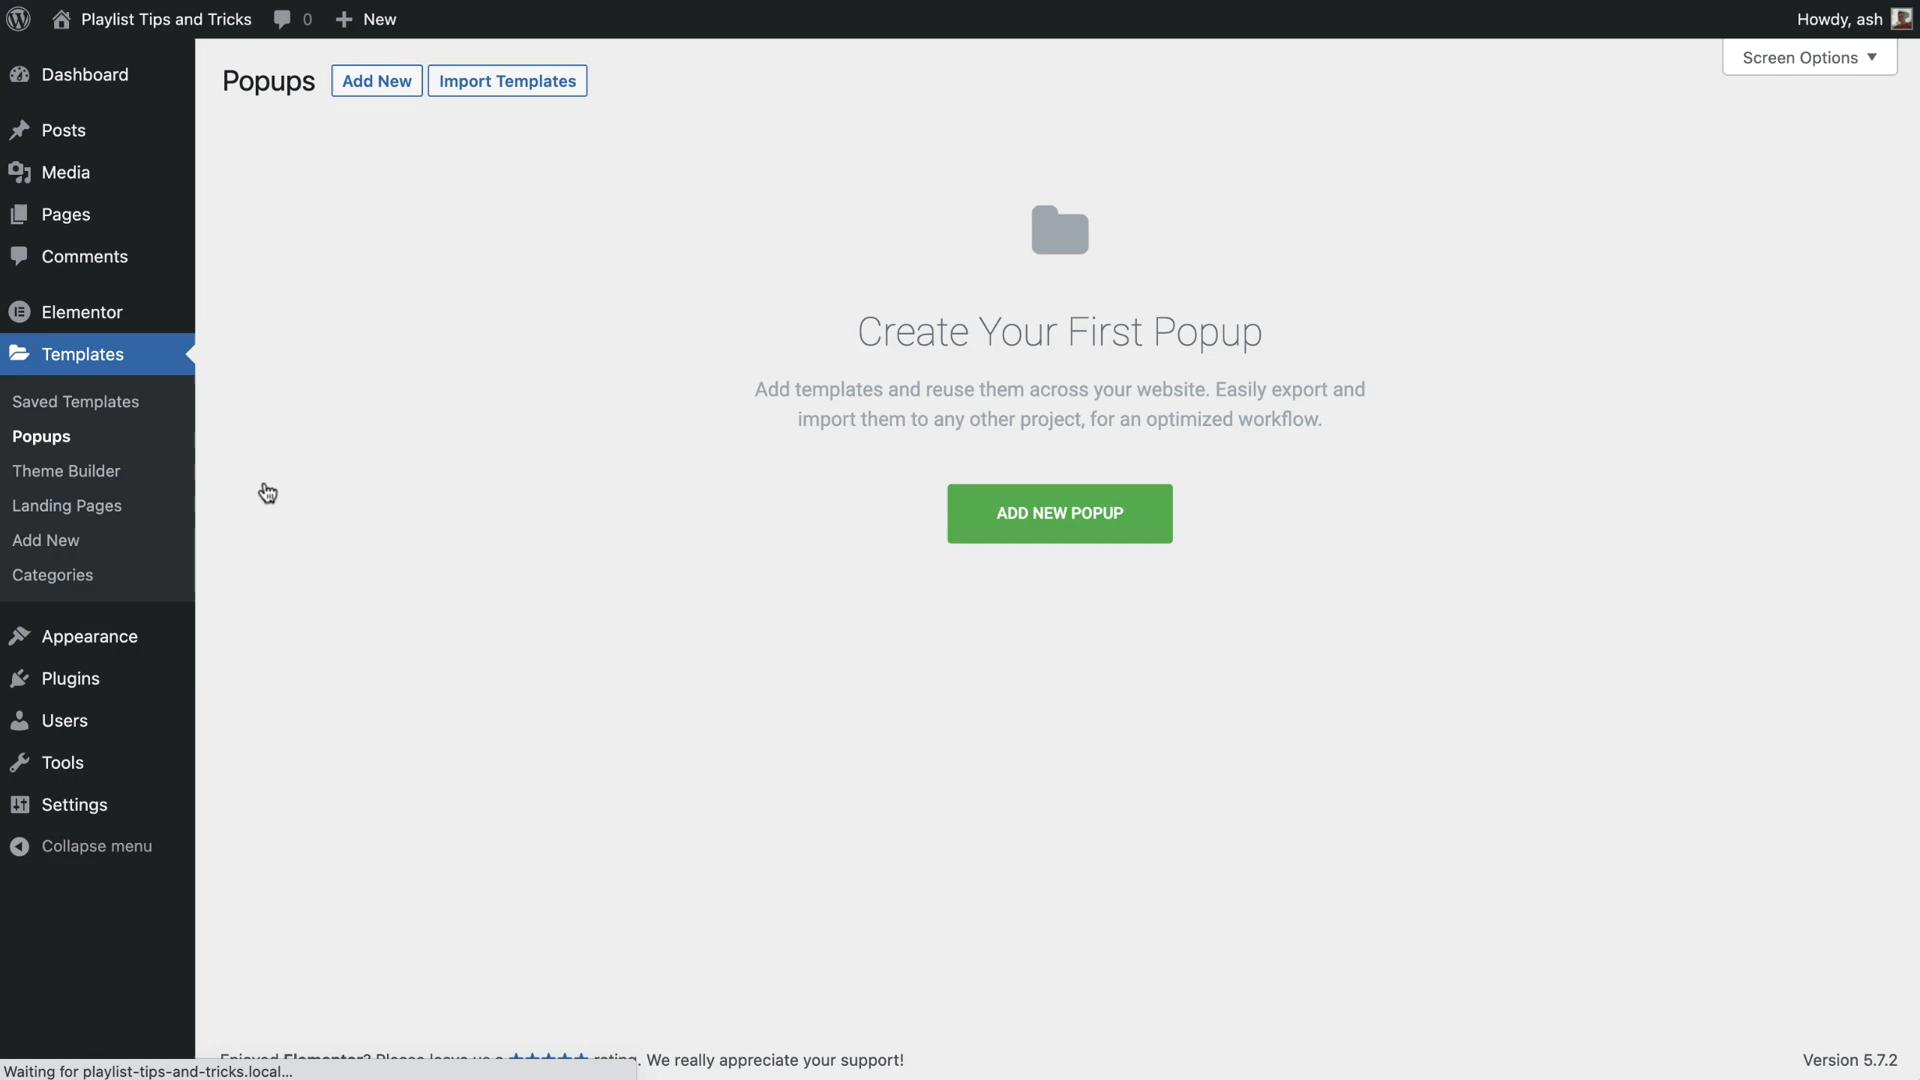 Playlist Tips and Tricks
0
New
Howdy, ash
Dashboard
Posts
Media
Pages
Comments
Elementor
Templates
Saved Templates
Popups
Theme Builder
Landing Pages
Add New
Categories
Appearance
Plugins
Users
Tools
Settings
Collapse menu
Screen Options
Popups
Add New
Import Templates
Create Your First Popup
Add templates and reuse them across your website. Easily export and
import them to any other project, for an optimized workflow.
ADD NEW POPUP
Enjoyed Elementor? Please leave us a ★★★★★ rating. We really appreciate your support!
Version 5.7.2
Waiting for playlist-tips-and-tricks.local...